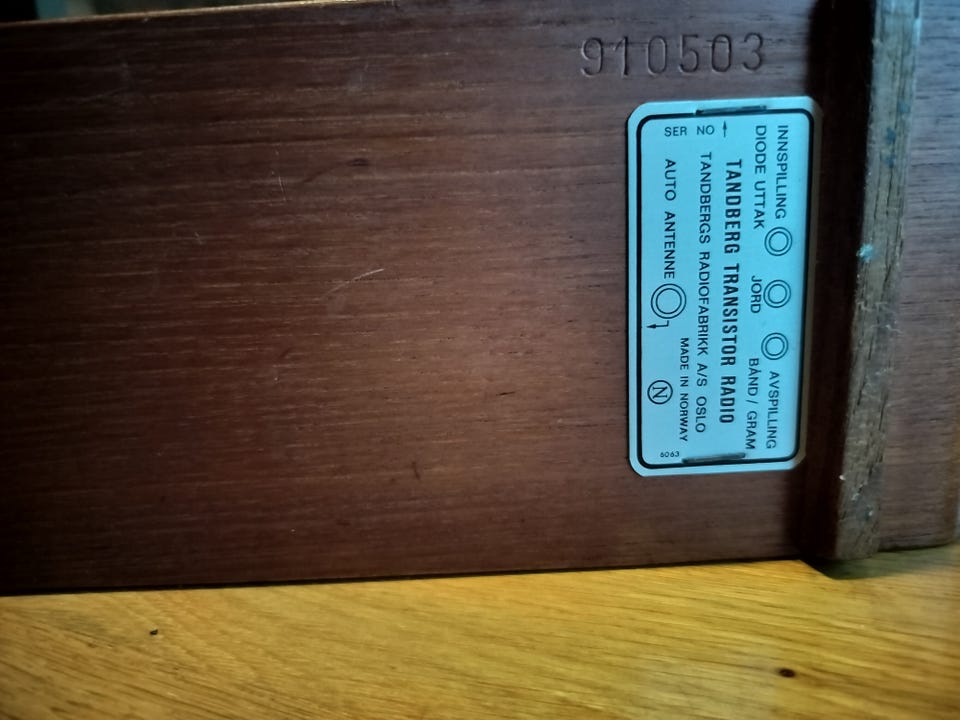 910503
SER NO
INNSPILLING
DIODE UTTAK
JORD
AVSPILLING
BÅND / GRAM
TANDBERG TRANSISTOR RADIO
TANDBERGS RADIOFABRIKK A/S OSLO
AUTO ANTENNE
MADE IN NORWAY
N
6063